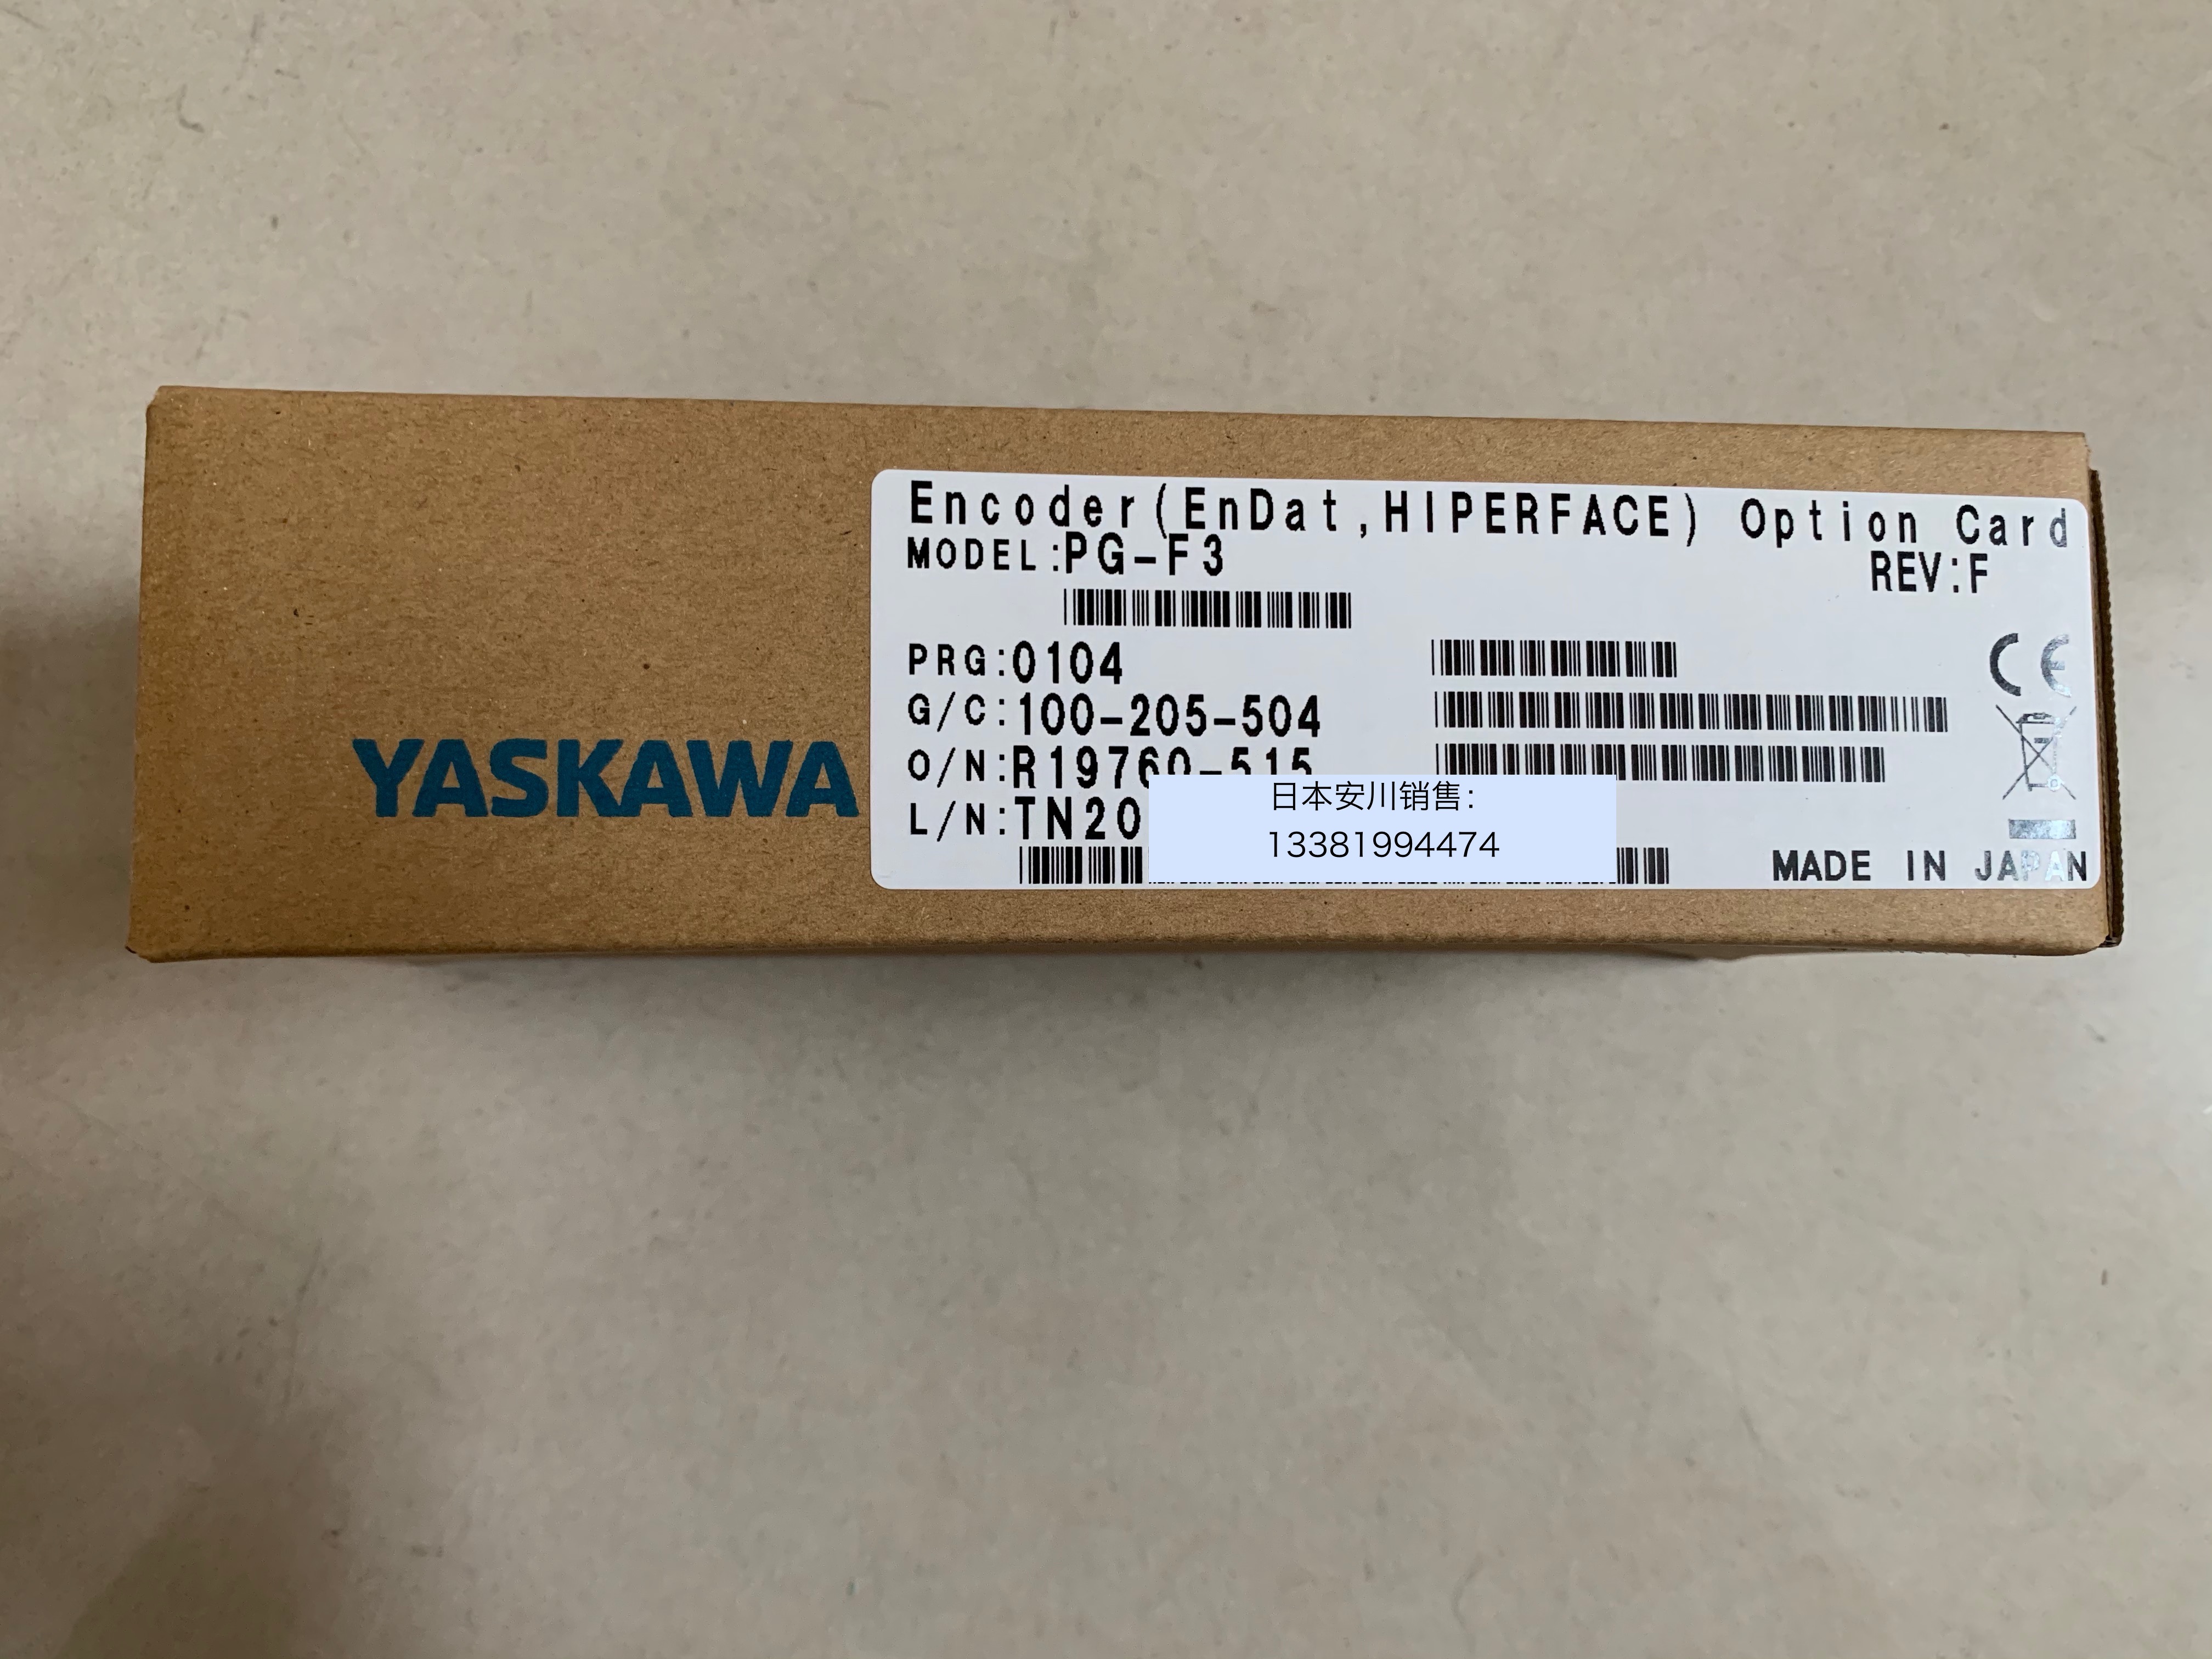 Encoder(EnDat,HIPERFACE) Option Card
MODEL:PG-F3
REV:F
PRG:0104
G/C:100-205-504
O/N:R19760-515
L/N:TN20
YASKAWA
日本安川销售:
13381994474
CE
MADE IN JAPAN